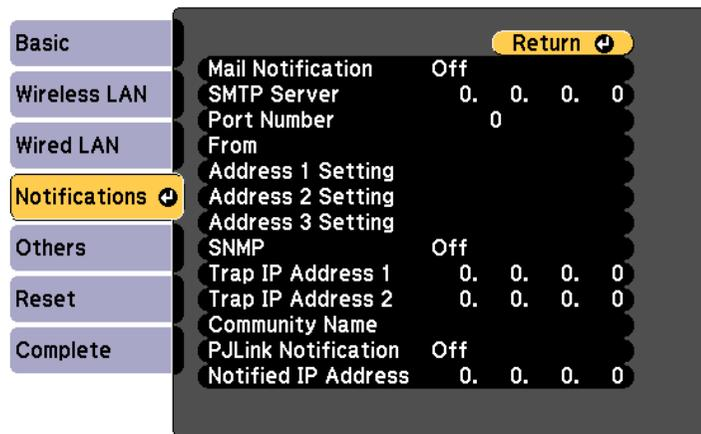 Basic
Wireless LAN
Wired LAN
Notifications
Others
Reset
Complete
Return
Mail Notification Off
SMTP Server 0. 0. 0. 0
Port Number 0
From
Address 1 Setting
Address 2 Setting
Address 3 Setting
SNMP Off
Trap IP Address 1 0. 0. 0. 0
Trap IP Address 2 0. 0. 0. 0
Community Name
PJLink Notification Off
Notified IP Address 0. 0. 0. 0